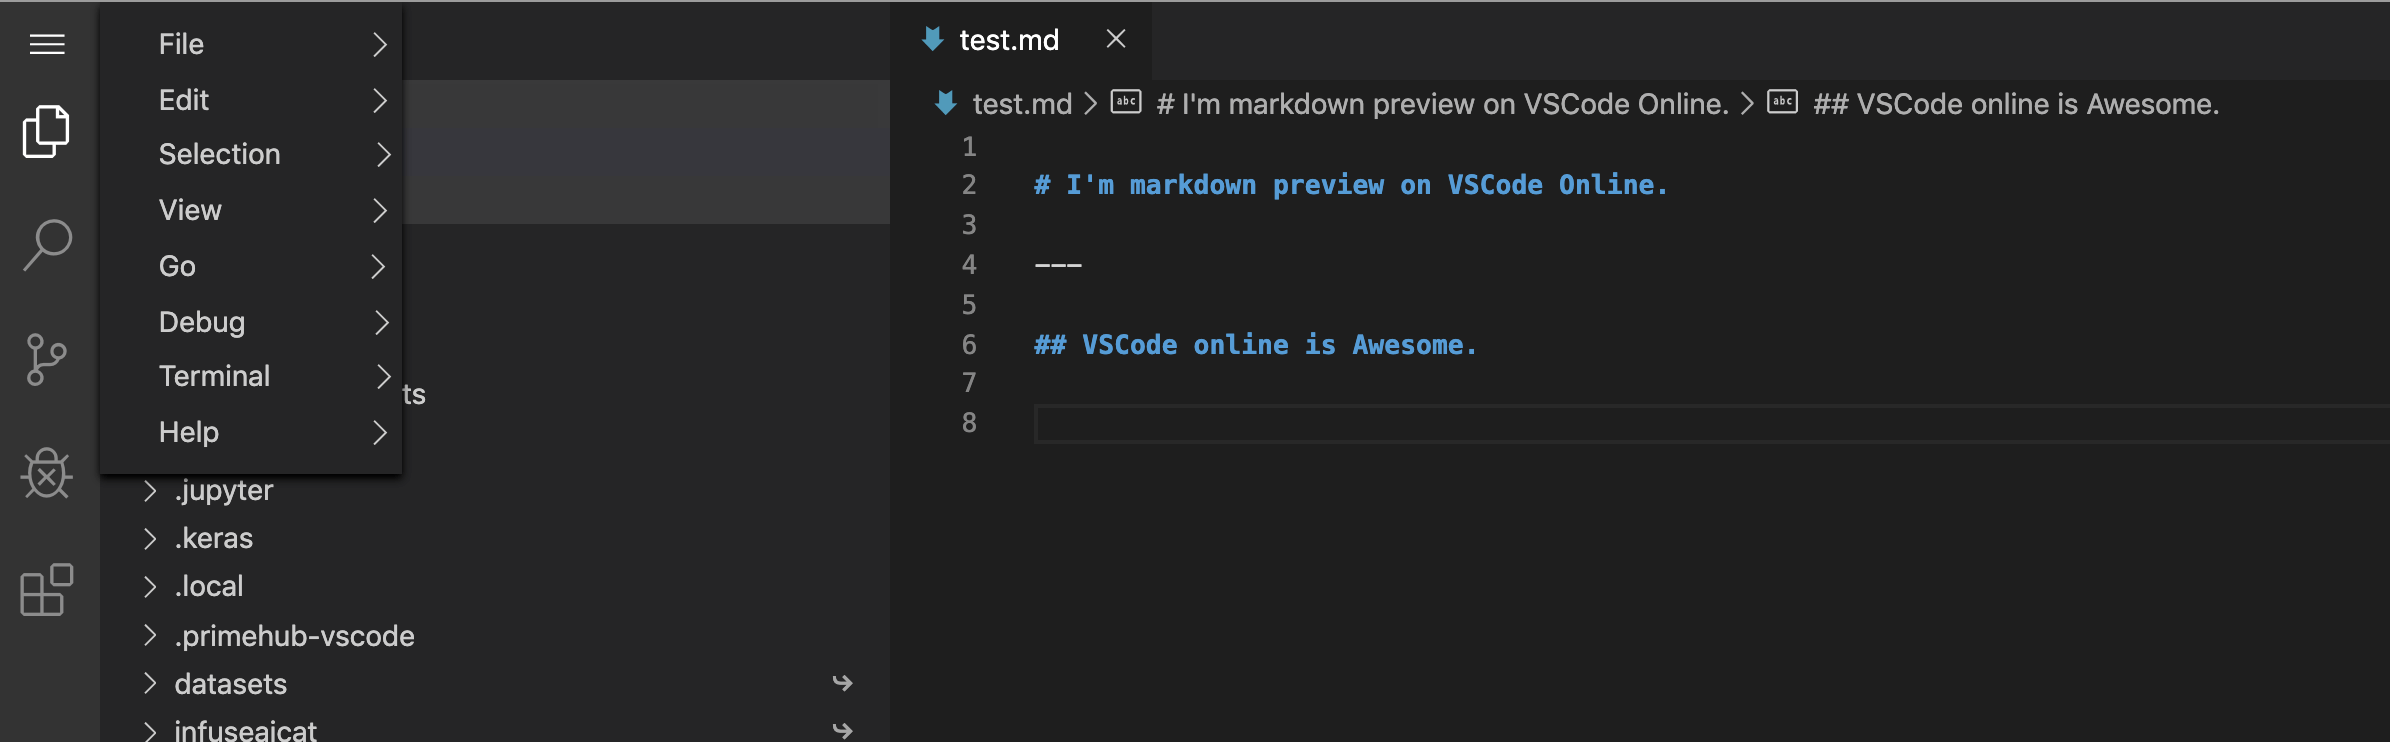 File
Edit
Selection
View
Go
Debug
Terminal
Help
ts
.jupyter
.keras
.local
.primehub-vscode
datasets
infuseaicat
test.md
test.md > abc # I'm markdown preview on VSCode Online. > abc ## VSCode online is Awesome.
1
2 # I'm markdown preview on VSCode Online.
3
4 ---
5
6 ## VSCode online is Awesome.
7
8